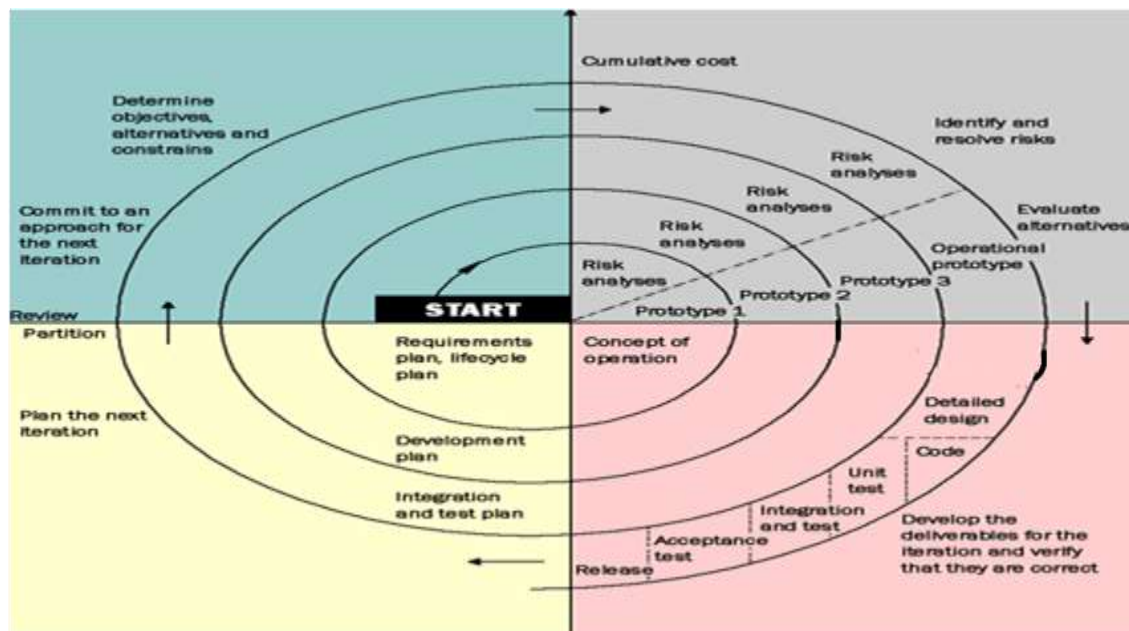 Cumulative cost
Determine
objectives,
alternatives and
constrains
Identify and
resolve risks
Risk
analyses
Risk
analyses
Risk
analyses
Risk
analyses
Commit to an
approach for
the next
iteration
Evaluate
alternatives
Operational
prototype
Prototype 3
Prototype 2
Prototype 1
START
Review
Partition
Requirements
plan, lifecycle
plan
Concept of
operation
Plan the next
iteration
Development
plan
Integration
and test plan
Detailed
design
Code
Unit
test
Integration
and test
Acceptance
test
Release
Develop the
deliverables for the
iteration and verify
that they are correct